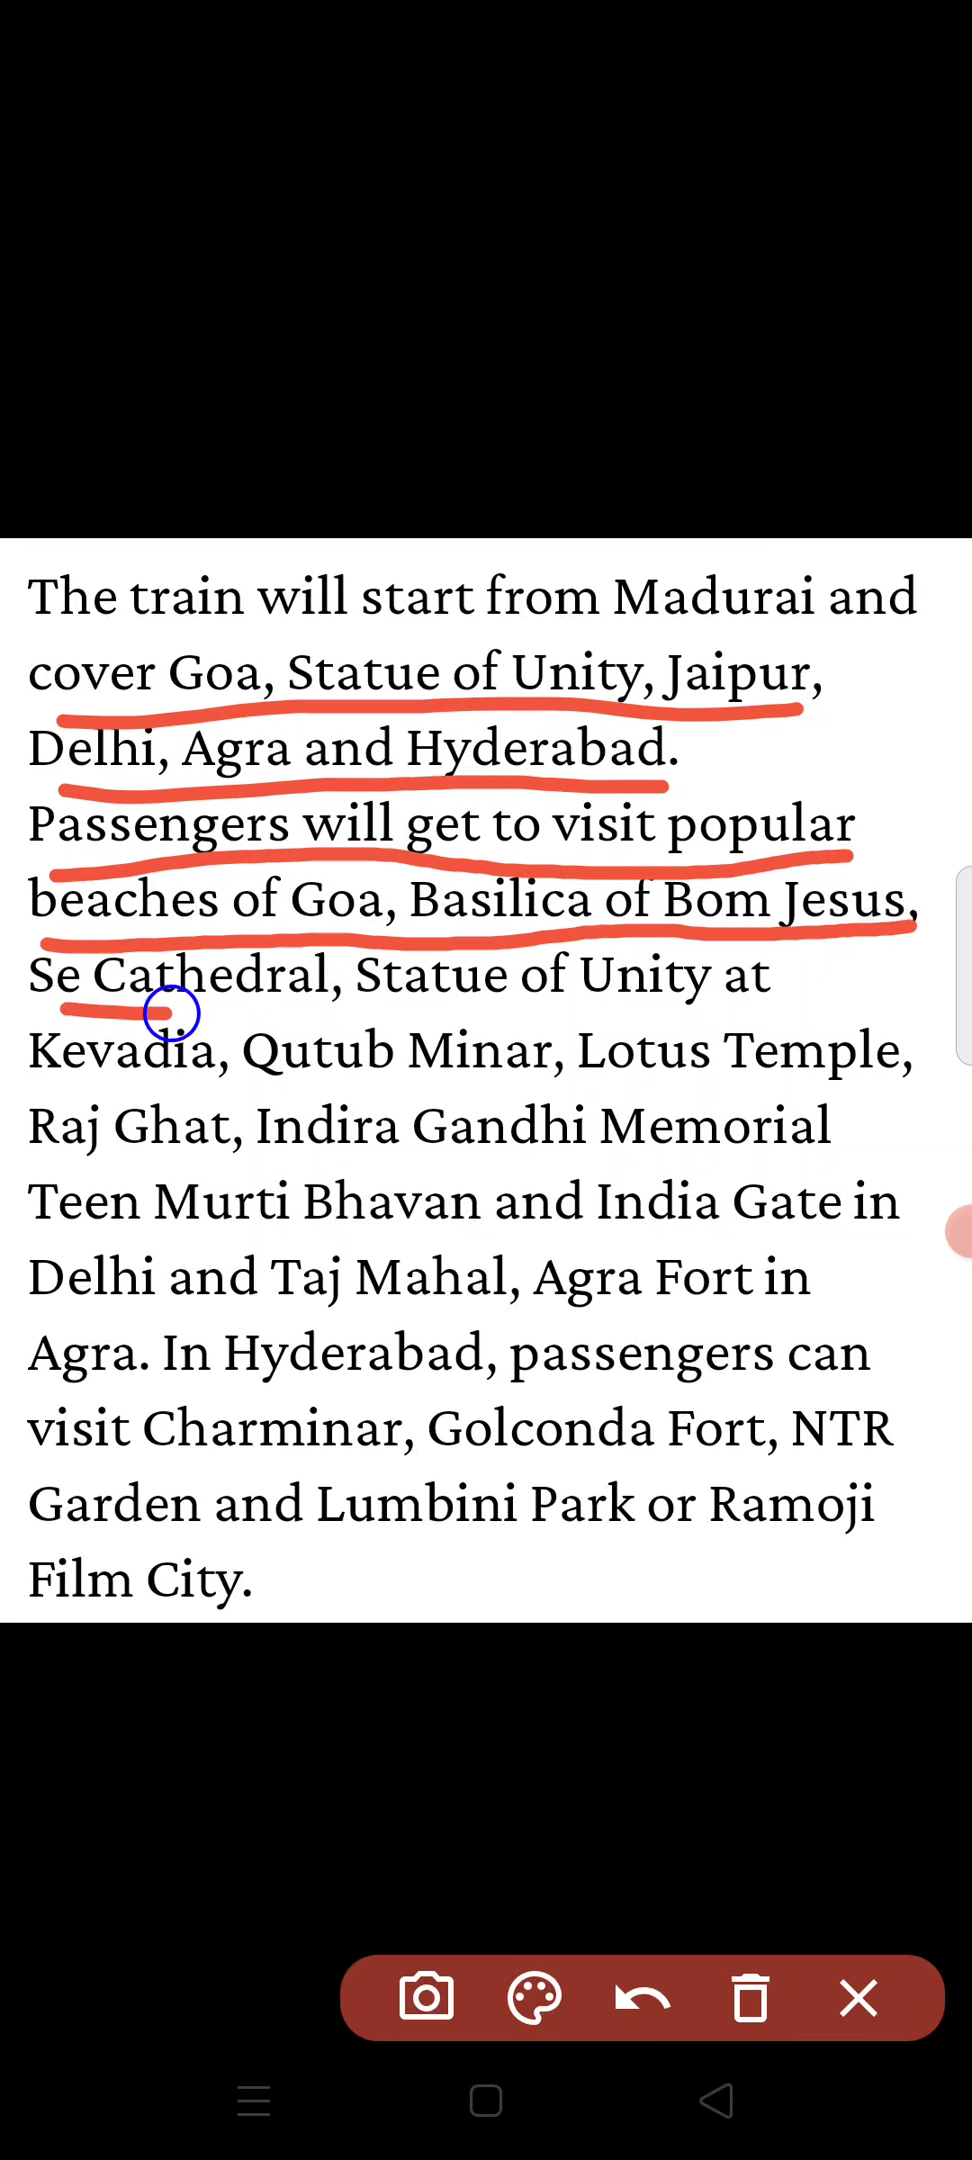 The train will start from Madurai and
cover Goa, Statue of Unity, Jaipur,
Delhi, Agra and Hyderabad.
Passengers will get to visit popular
beaches of Goa, Basilica of Bom Jesus,
Se Cathedral, Statue of Unity at
Kevadia, Qutub Minar, Lotus Temple,
Raj Ghat, Indira Gandhi Memorial
Teen Murti Bhavan and India Gate in
Delhi and Taj Mahal, Agra Fort in
Agra. In Hyderabad, passengers can
visit Charminar, Golconda Fort, NTR
Garden and Lumbini Park or Ramoji
Film City.